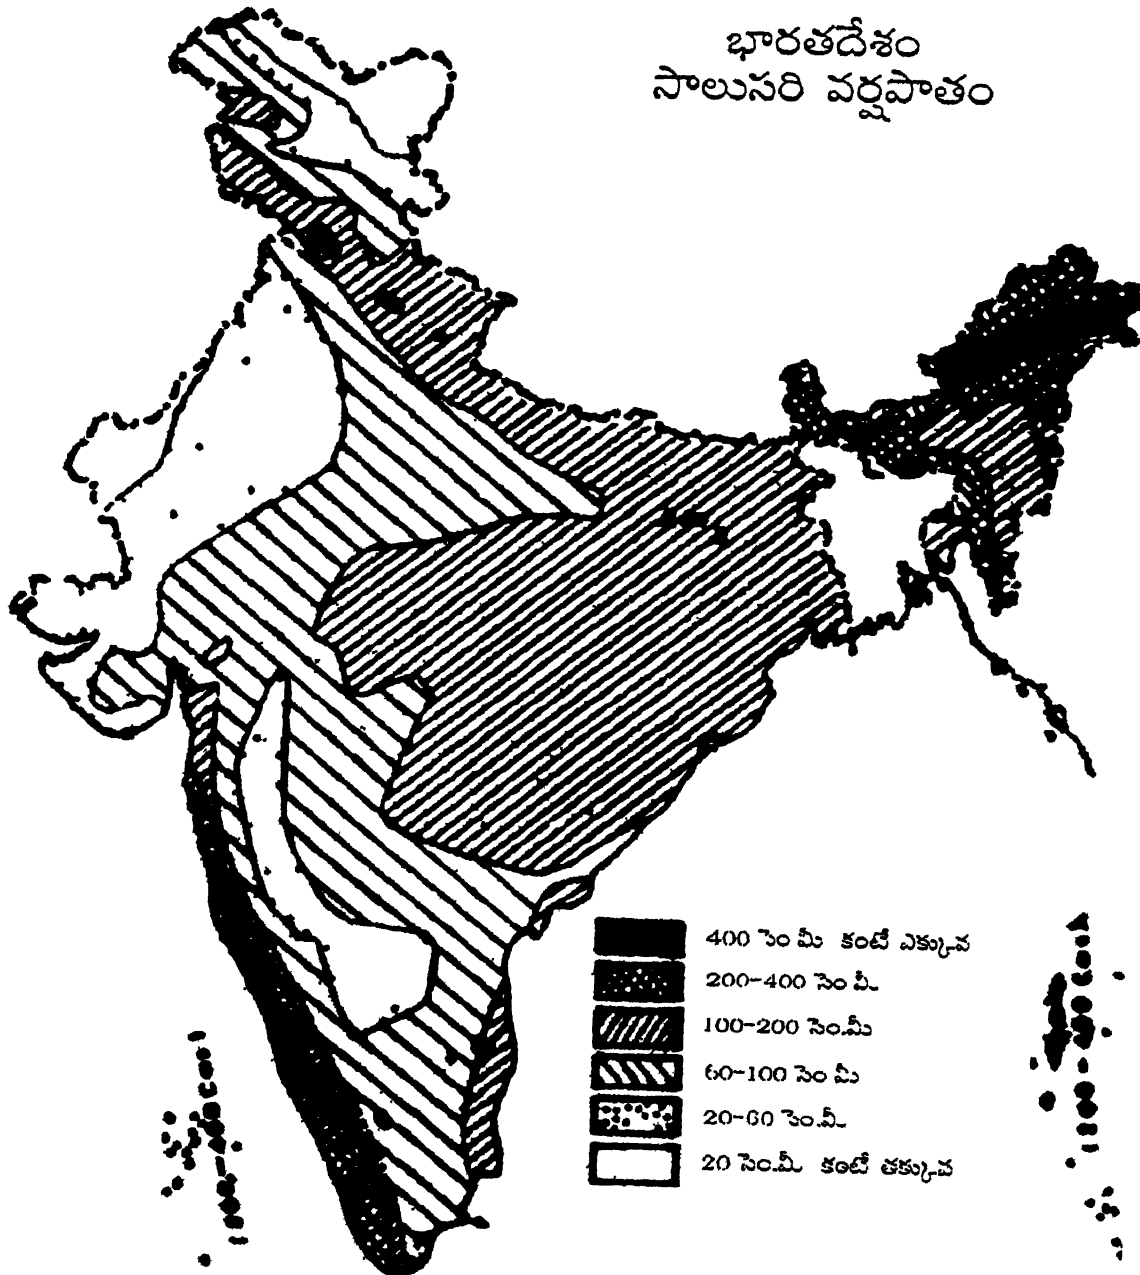 భారతదేశం
సాలుసరి వర్షపాతం
400 సెం మీ కంటే ఎక్కువ
200-400 సెం మీ
100-200 సెం.మీ
60-100 సెం మీ
20-60 సెం.మీ
20 సెం.మీ కంటే తక్కువ